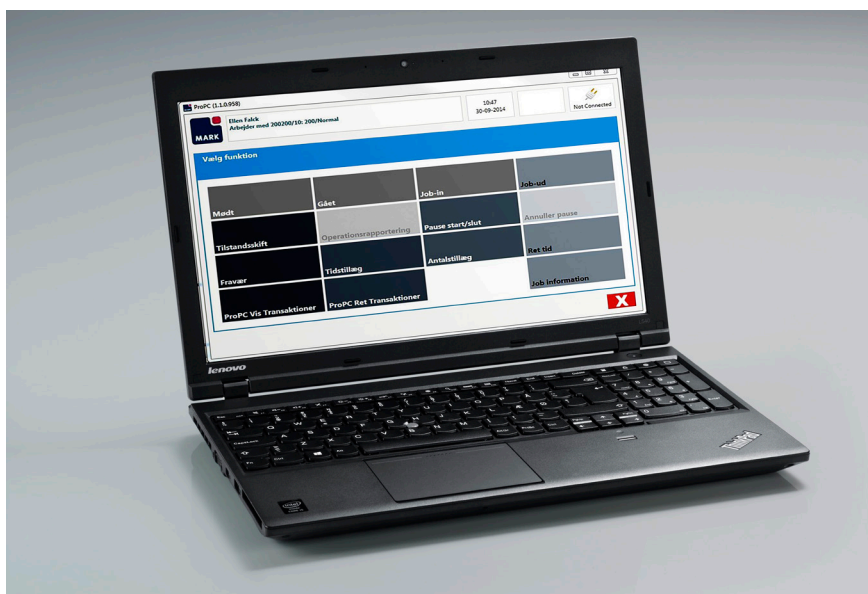 ProPC (1.1.0.958)
MARK
Ellen Falck
Arbejder med 200200/10: 200/Normal
10:47
30-09-2014
Not Connected
Vælg funktion
Mødt
Gået
Job-in
Job-ud
Tilstandsskift
Operationsrapportering
Pause start/slut
Annuller pause
Fravær
Tidstillæg
Antalstillæg
Ret tid
ProPC Vis Transaktioner
ProPC Ret Transaktioner
Job information
X
lenovo
ThinkPad